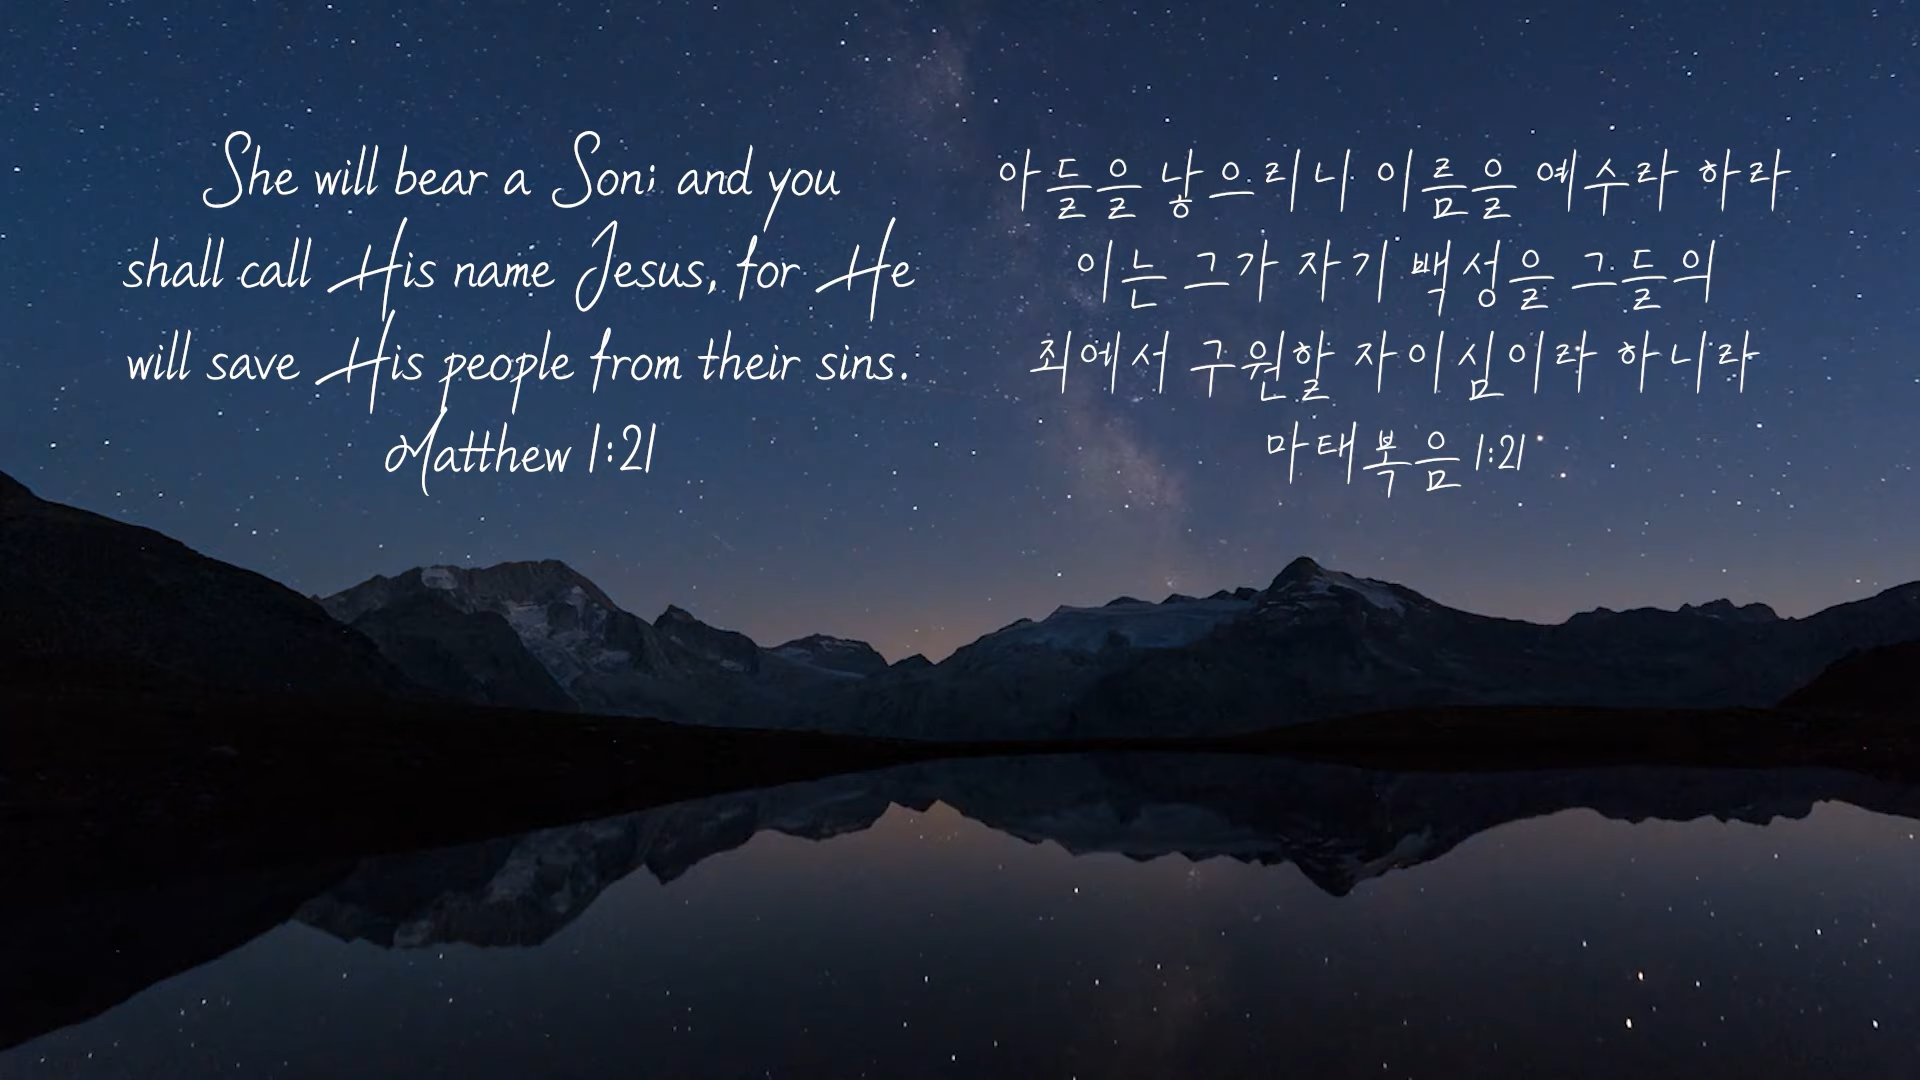 She will bear a Son; and you
shall call His name Jesus, for He
will save His people from their sins.
Matthew 1:21
아들을 낳으리니 이름을 예수라 하라
이는 그가 자기 백성을 그들의
죄에서 구원할 자이심이라 하니라
마태복음 1:21